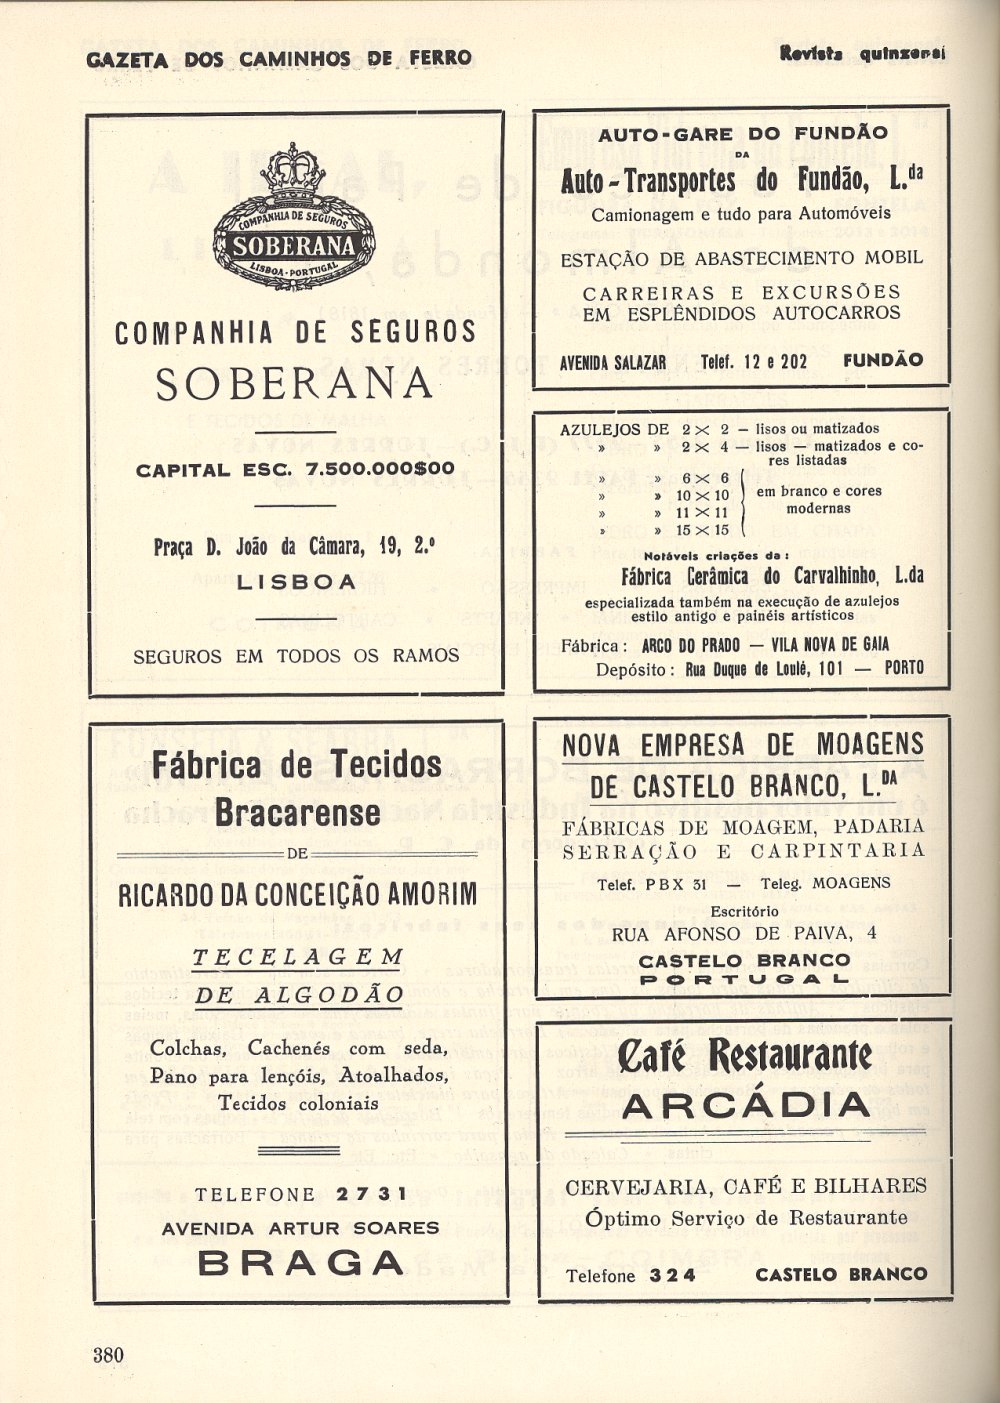 GAZETA DOS CAMINHOS DE FERRO
Revista quinzenal
COMPANHIA DE SEGUROS
SOBERANA
LISBOA - PORTUGAL
COMPANHIA DE SEGUROS
SOBERANA
CAPITAL ESC. 7.500.000$00
Praça D. João da Câmara, 19, 2.º
LISBOA
SEGUROS EM TODOS OS RAMOS
AUTO-GARE DO FUNDÃO
DA
Auto-Transportes do Fundão, L.da
Camionagem e tudo para Automóveis
ESTAÇÃO DE ABASTECIMENTO MOBIL
CARREIRAS E EXCURSÕES
EM ESPLÊNDIDOS AUTOCARROS
AVENIDA SALAZAR Telef. 12 e 202 FUNDÃO
AZULEJOS DE 2 × 2 — lisos ou matizados
» » 2 × 4 — lisos — matizados e co-
res listadas
» » 6 × 6
» » 10 × 10
» » 11 × 11
» » 15 × 15
em branco e cores
modernas
Notáveis criações da :
Fábrica Cerâmica do Carvalhinho, L.da
especializada também na execução de azulejos
estilo antigo e painéis artísticos
Fábrica : ARCO DO PRADO — VILA NOVA DE GAIA
Depósito : Rua Duque de Loulé, 101 — PORTO
Fábrica de Tecidos
Bracarense
DE
RICARDO DA CONCEIÇÃO AMORIM
TECELAGEM
DE ALGODÃO
Colchas, Cachenés com seda,
Pano para lençóis, Atoalhados,
Tecidos coloniais
TELEFONE 2731
AVENIDA ARTUR SOARES
BRAGA
NOVA EMPRESA DE MOAGENS
DE CASTELO BRANCO, L.DA
FÁBRICAS DE MOAGEM, PADARIA
SERRAÇÃO E CARPINTARIA
Telef. PBX 31 — Teleg. MOAGENS
Escritório
RUA AFONSO DE PAIVA, 4
CASTELO BRANCO
PORTUGAL
Café Restaurante
ARCÁDIA
CERVEJARIA, CAFÉ E BILHARES
Óptimo Serviço de Restaurante
Telefone 324 CASTELO BRANCO
380